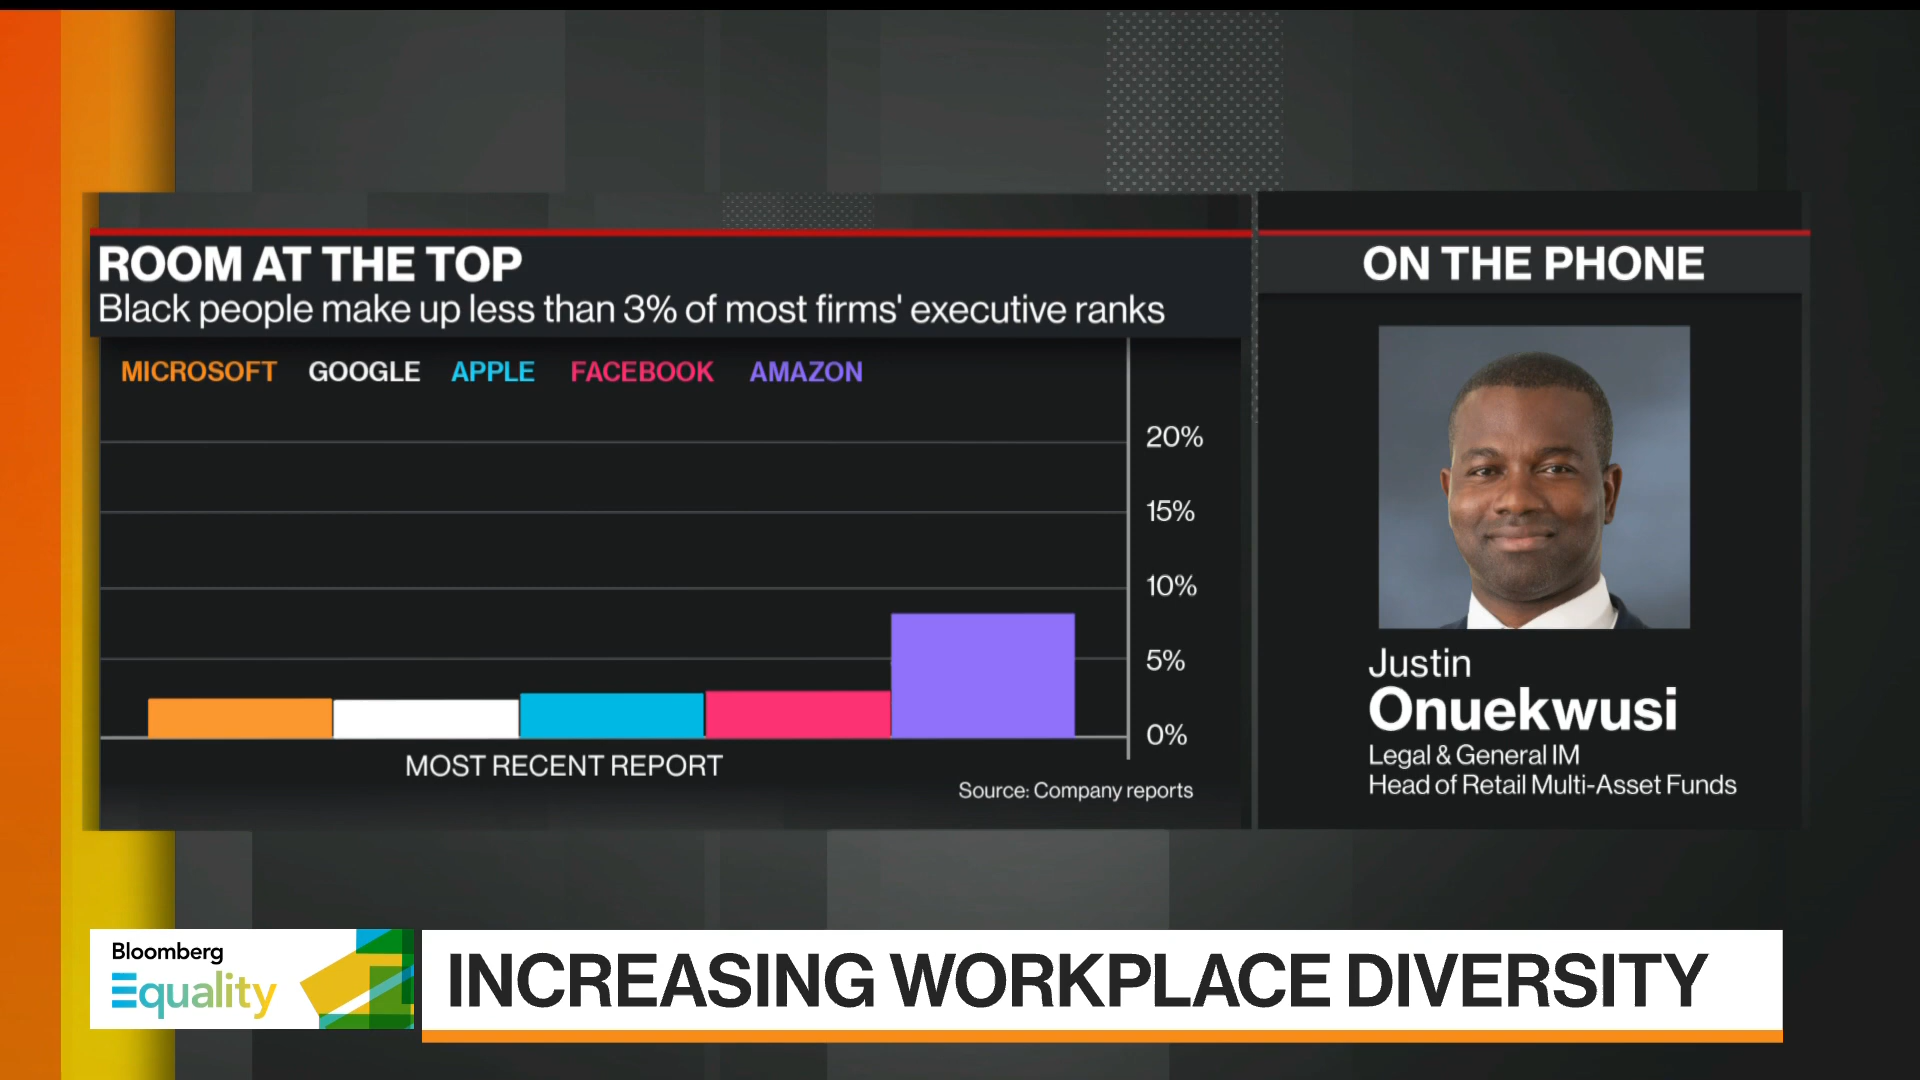 ROOM AT THE TOP
Black people make up less than 3% of most firms' executive ranks
MICROSOFT GOOGLE APPLE FACEBOOK AMAZON
20%
15%
10%
5%
0%
MOST RECENT REPORT
Source: Company reports
ON THE PHONE
Justin
Onuekwusi
Legal & General IM
Head of Retail Multi-Asset Funds
Bloomberg
Equality
INCREASING WORKPLACE DIVERSITY